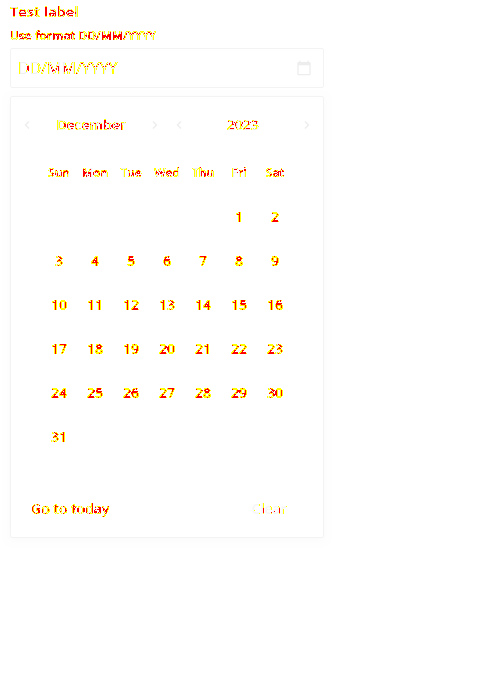 Test label
Use format DD/MM/YYYY
DD/MM/YYYY
December 2023
Sun Mon Tue Wed Thu Fri Sat
1 2
3 4 5 6 7 8 9
10 11 12 13 14 15 16
17 18 19 20 21 22 23
24 25 26 27 28 29 30
31
Go to today Clear